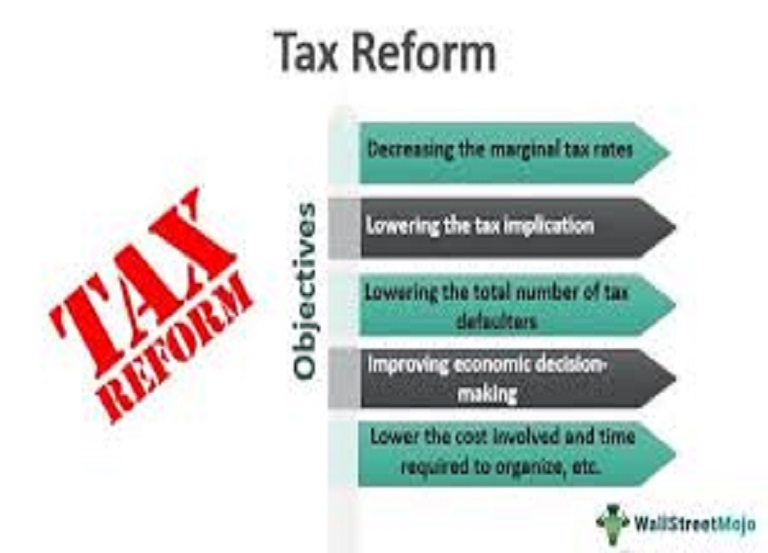 Tax Reform
TAX
REFORM
Objectives
Decreasing the marginal tax rates
Lowering the tax implication
Lowering the total number of tax
defaulters
Improving economic decision-
making
Lower the cost involved and time
required to organize, etc.
WallStreetMojo